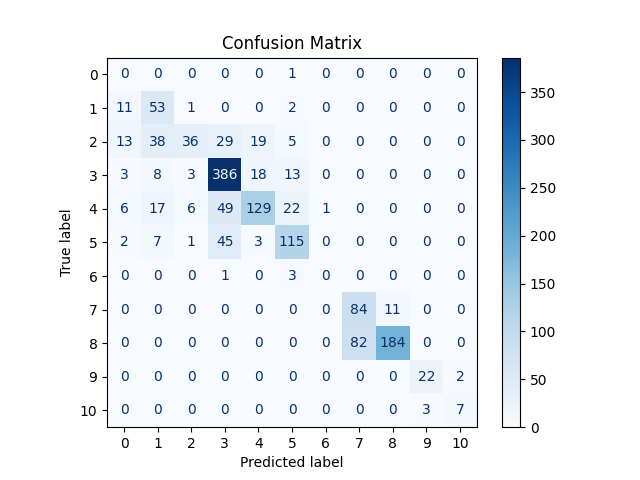 Confusion Matrix
0 0 0 0 0 0 1 0 0 0 0 0
1 11 53 1 0 0 2 0 0 0 0 0
2 13 38 36 29 19 5 0 0 0 0 0
3 3 8 3 386 18 13 0 0 0 0 0
4 6 17 6 49 129 22 1 0 0 0 0
5 2 7 1 45 3 115 0 0 0 0 0
6 0 0 0 1 0 3 0 0 0 0 0
7 0 0 0 0 0 0 0 84 11 0 0
8 0 0 0 0 0 0 0 82 184 0 0
9 0 0 0 0 0 0 0 0 0 22 2
10 0 0 0 0 0 0 0 0 0 3 7
0 1 2 3 4 5 6 7 8 9 10
Predicted label
True label
350
300
250
200
150
100
50
0